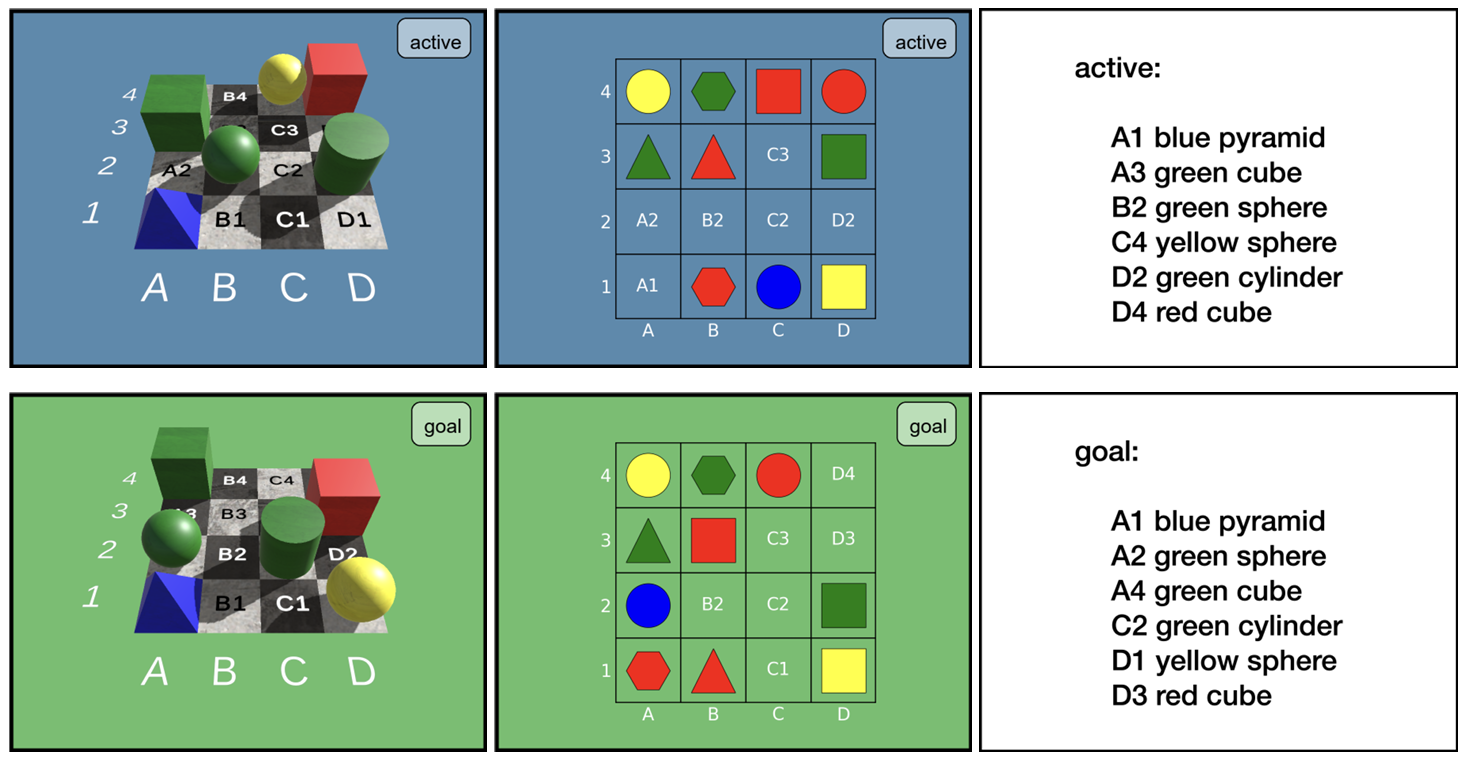 active
4
B4
3
C3
2
A2
C2
1
B1
C1
D1
A B C D
active
4
3
C3
2
A2 B2 C2 D2
1
A1
A B C D
active:
A1 blue pyramid
A3 green cube
B2 green sphere
C4 yellow sphere
D2 green cylinder
D4 red cube
goal
4
B4 C4
3
B3
2
B2 D2
1
B1 C1
A B C D
goal
4
D4
3
C3 D3
2
B2 C2
1
C1
A B C D
goal:
A1 blue pyramid
A2 green sphere
A4 green cube
C2 green cylinder
D1 yellow sphere
D3 red cube